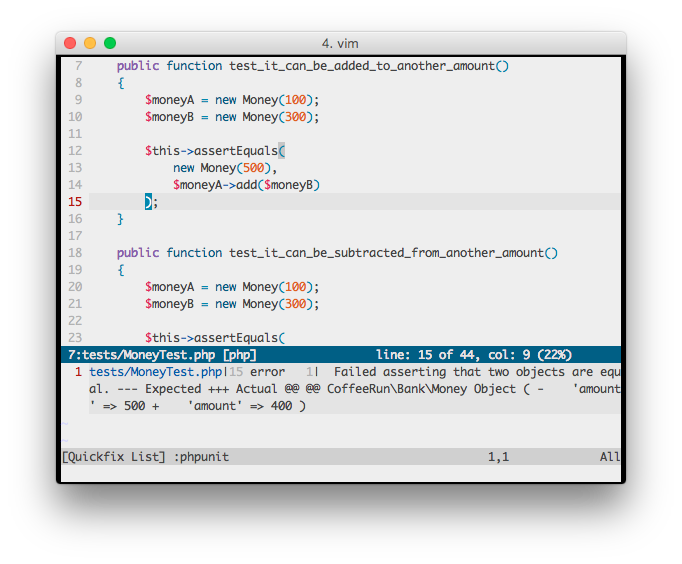 4. vim
7 public function test_it_can_be_added_to_another_amount()
8 {
9 $moneyA = new Money(100);
10 $moneyB = new Money(300);
11
12 $this->assertEquals(
13 new Money(500),
14 $moneyA->add($moneyB)
15 );
16 }
17
18 public function test_it_can_be_subtracted_from_another_amount()
19 {
20 $moneyA = new Money(100);
21 $moneyB = new Money(300);
22
23 $this->assertEquals(
7:tests/MoneyTest.php [php] line: 15 of 44, col: 9 (22%)
1 tests/MoneyTest.php|15 error 1| Failed asserting that two objects are equ
al. --- Expected +++ Actual @@ @@ CoffeeRun\Bank\Money Object ( - 'amount
' => 500 + 'amount' => 400 )
~
~
[Quickfix List] :phpunit 1,1 All